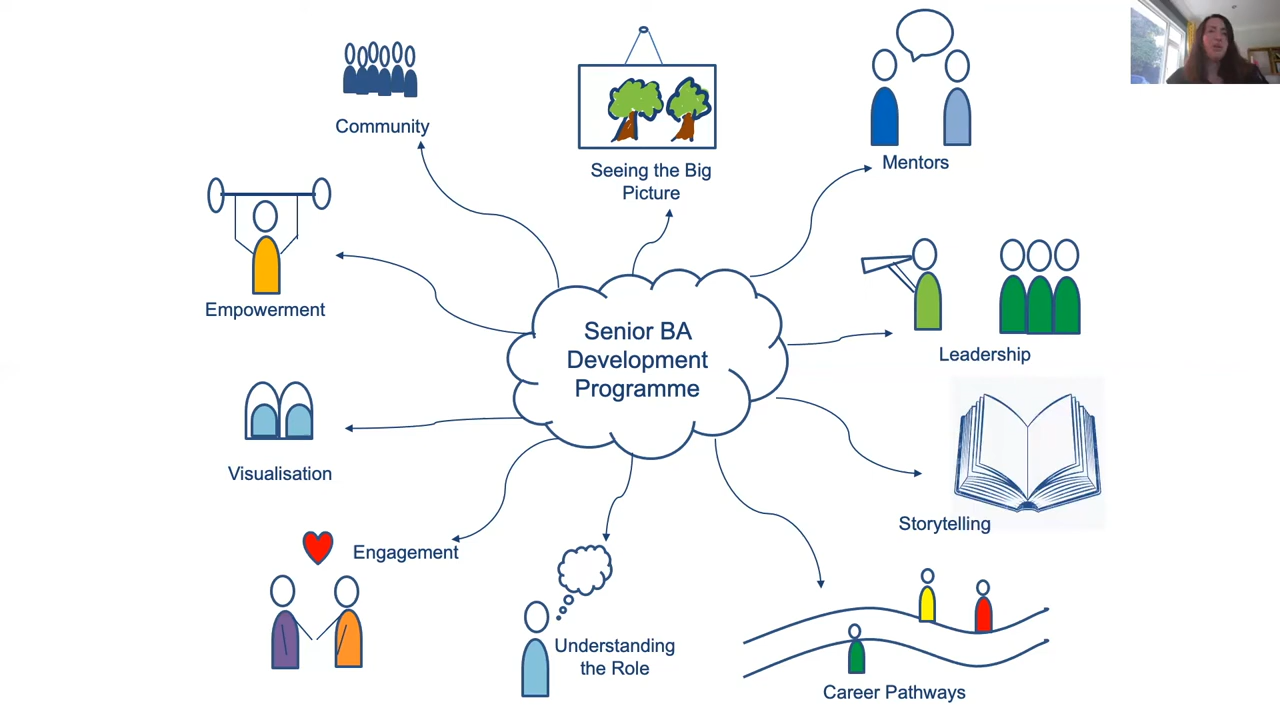 Community
Seeing the Big
Picture
Mentors
Empowerment
Senior BA
Development
Programme
Leadership
Visualisation
Storytelling
Engagement
Understanding
the Role
Career Pathways